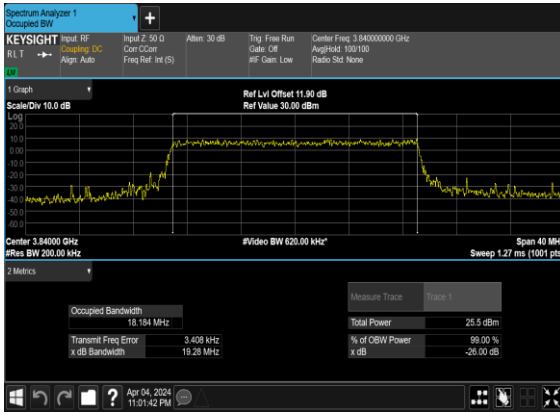 Spectrum Analyzer 1
Occupied BW
KEYSIGHT Input: RF Input Z: 50 Ω Atten: 30 dB Trig: Free Run Center Freq: 3.840000000 GHz
RLT Coupling: DC Corr CCorr Gate: Off Avg|Hold: 100/100
Align: Auto Freq Ref: Int (S) #IF Gain: Low Radio Std: None
1 Graph
Ref Lvl Offset 11.90 dB
Scale/Div 10.0 dB Ref Value 30.00 dBm
Log
20.0
10.0
0.00
-10.0
-20.0
-30.0
-40.0
-50.0
-60.0
Center 3.84000 GHz #Video BW 620.00 kHz* Span 40 MH
#Res BW 200.00 kHz Sweep 1.27 ms (1001 pts
2 Metrics
Measure Trace Trace 1
Occupied Bandwidth
18.184 MHz Total Power 25.5 dBm
Transmit Freq Error 3.408 kHz % of OBW Power 99.00 %
x dB Bandwidth 19.28 MHz x dB -26.00 dB
Apr 04, 2024
11:01:42 PM